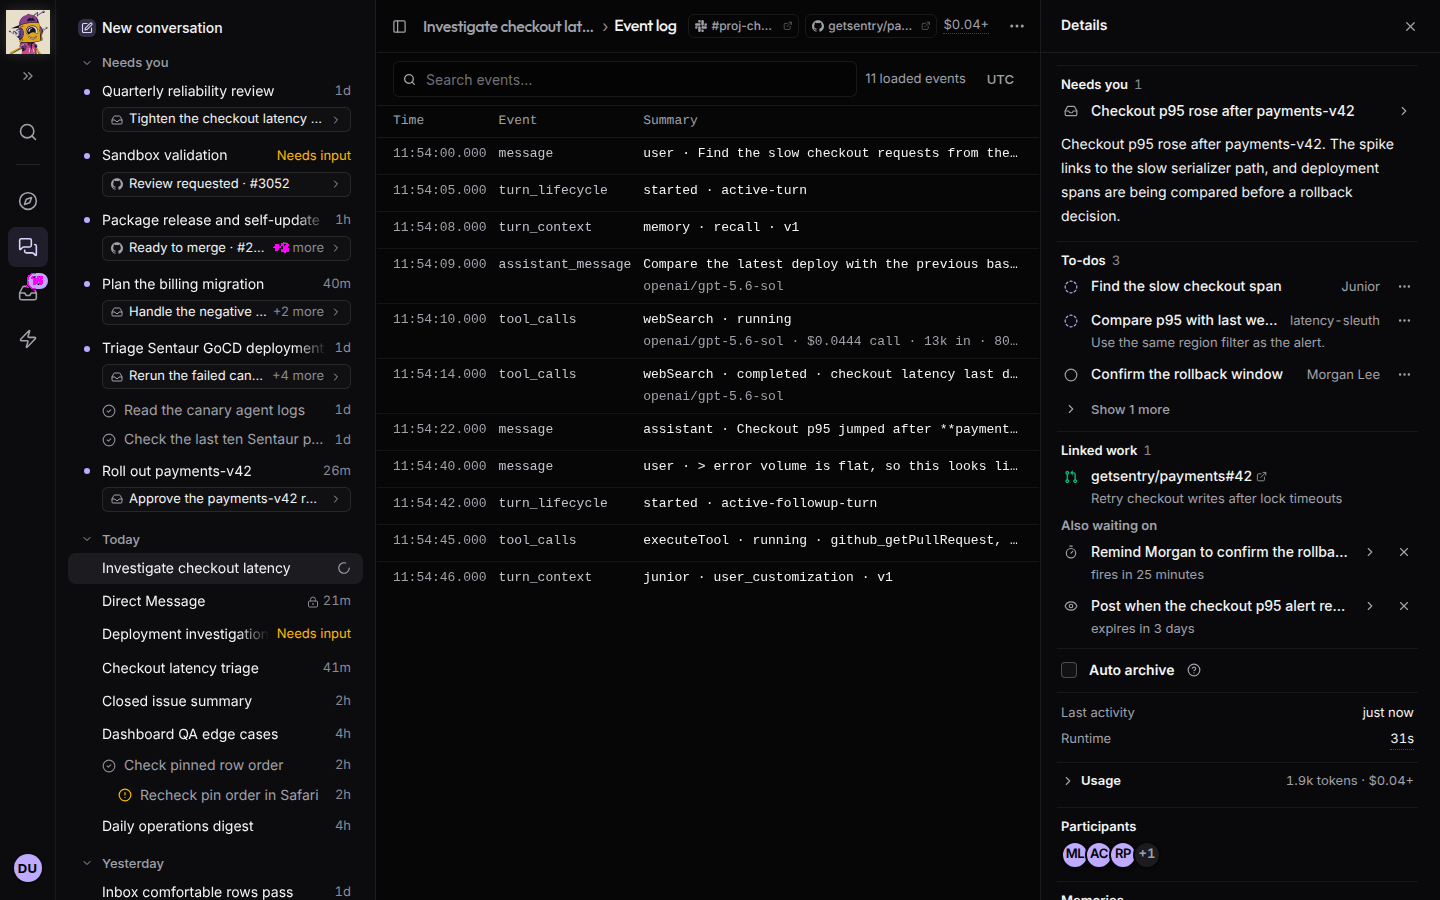 New conversation
Needs you
Quarterly reliability review 1d
Tighten the checkout latency ...
Sandbox validation Needs input
Review requested · #3052
Package release and self-update 1h
Ready to merge · #2... more
Plan the billing migration 40m
Handle the negative ... +2 more
Triage Sentaur GoCD deployment 1d
Rerun the failed can... +4 more
Read the canary agent logs 1d
Check the last ten Sentaur p... 1d
Roll out payments-v42 26m
Approve the payments-v42 r...
Today
Investigate checkout latency
Direct Message 21m
Deployment investigation Needs input
Checkout latency triage 41m
Closed issue summary 2h
Dashboard QA edge cases 4h
Check pinned row order 2h
Recheck pin order in Safari 2h
Daily operations digest 4h
Yesterday
Inbox comfortable rows pass 1d
DU
Investigate checkout lat... › Event log #proj-ch... getsentry/pa... $0.04+
Search events... 11 loaded events UTC
Time Event Summary
11:54:00.000 message user · Find the slow checkout requests from the…
11:54:05.000 turn_lifecycle started · active-turn
11:54:08.000 turn_context memory · recall · v1
11:54:09.000 assistant_message Compare the latest deploy with the previous bas…
openai/gpt-5.6-sol
11:54:10.000 tool_calls webSearch · running
openai/gpt-5.6-sol · $0.0444 call · 13k in · 80…
11:54:14.000 tool_calls webSearch · completed · checkout latency last d…
openai/gpt-5.6-sol
11:54:22.000 message assistant · Checkout p95 jumped after **payment…
11:54:40.000 message user · > error volume is flat, so this looks li…
11:54:42.000 turn_lifecycle started · active-followup-turn
11:54:45.000 tool_calls executeTool · running · github_getPullRequest, …
11:54:46.000 turn_context junior · user_customization · v1
Details
Needs you 1
Checkout p95 rose after payments-v42
Checkout p95 rose after payments-v42. The spike
links to the slow serializer path, and deployment
spans are being compared before a rollback
decision.
To-dos 3
Find the slow checkout span Junior
Compare p95 with last we... latency-sleuth
Use the same region filter as the alert.
Confirm the rollback window Morgan Lee
Show 1 more
Linked work 1
getsentry/payments#42
Retry checkout writes after lock timeouts
Also waiting on
Remind Morgan to confirm the rollba...
fires in 25 minutes
Post when the checkout p95 alert re...
expires in 3 days
Auto archive
Last activity just now
Runtime 31s
Usage 1.9k tokens · $0.04+
Participants
ML AC RP +1